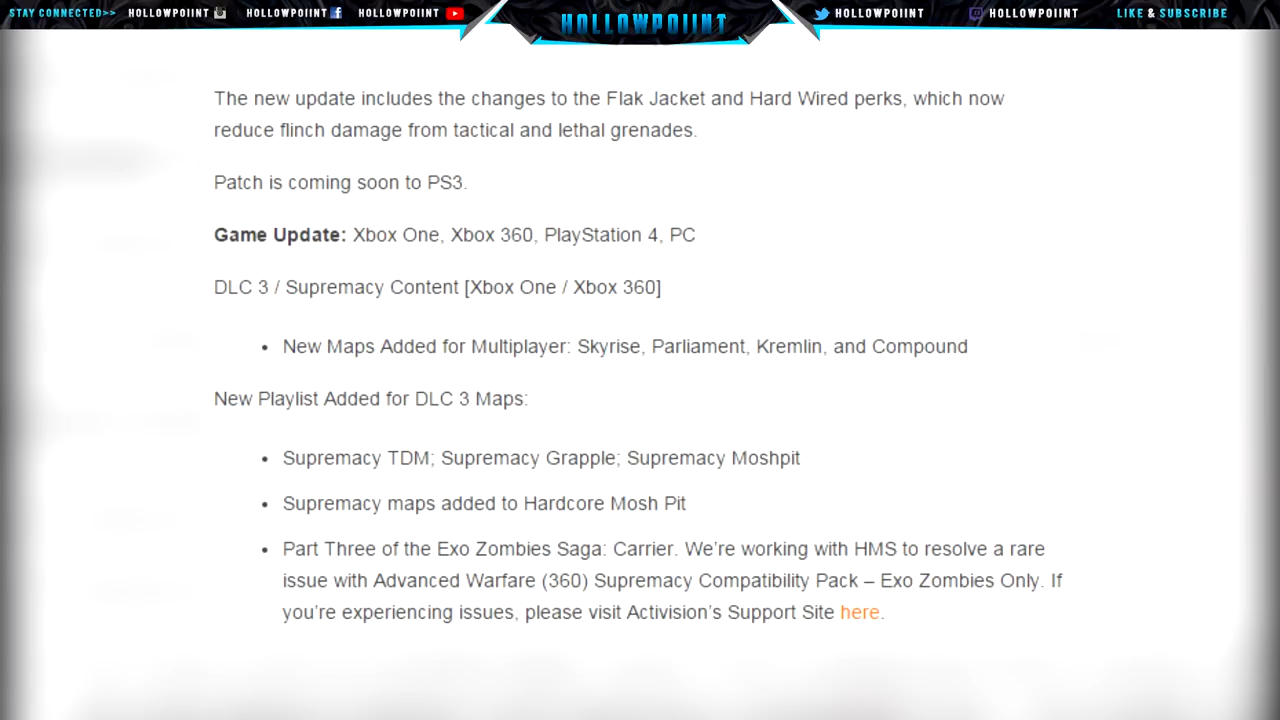 STAY CONNECTED>> HOLLOWPOIINT HOLLOWPOIINT HOLLOWPOIINT HOLLOWPOIINT HOLLOWPOIINT HOLLOWPOIINT LIKE & SUBSCRIBE
The new update includes the changes to the Flak Jacket and Hard Wired perks, which now
reduce flinch damage from tactical and lethal grenades.
Patch is coming soon to PS3.
Game Update: Xbox One, Xbox 360, PlayStation 4, PC
DLC 3 / Supremacy Content [Xbox One / Xbox 360]
• New Maps Added for Multiplayer: Skyrise, Parliament, Kremlin, and Compound
New Playlist Added for DLC 3 Maps:
• Supremacy TDM; Supremacy Grapple; Supremacy Moshpit
• Supremacy maps added to Hardcore Mosh Pit
• Part Three of the Exo Zombies Saga: Carrier. We're working with HMS to resolve a rare
issue with Advanced Warfare (360) Supremacy Compatibility Pack – Exo Zombies Only. If
you're experiencing issues, please visit Activision's Support Site here.